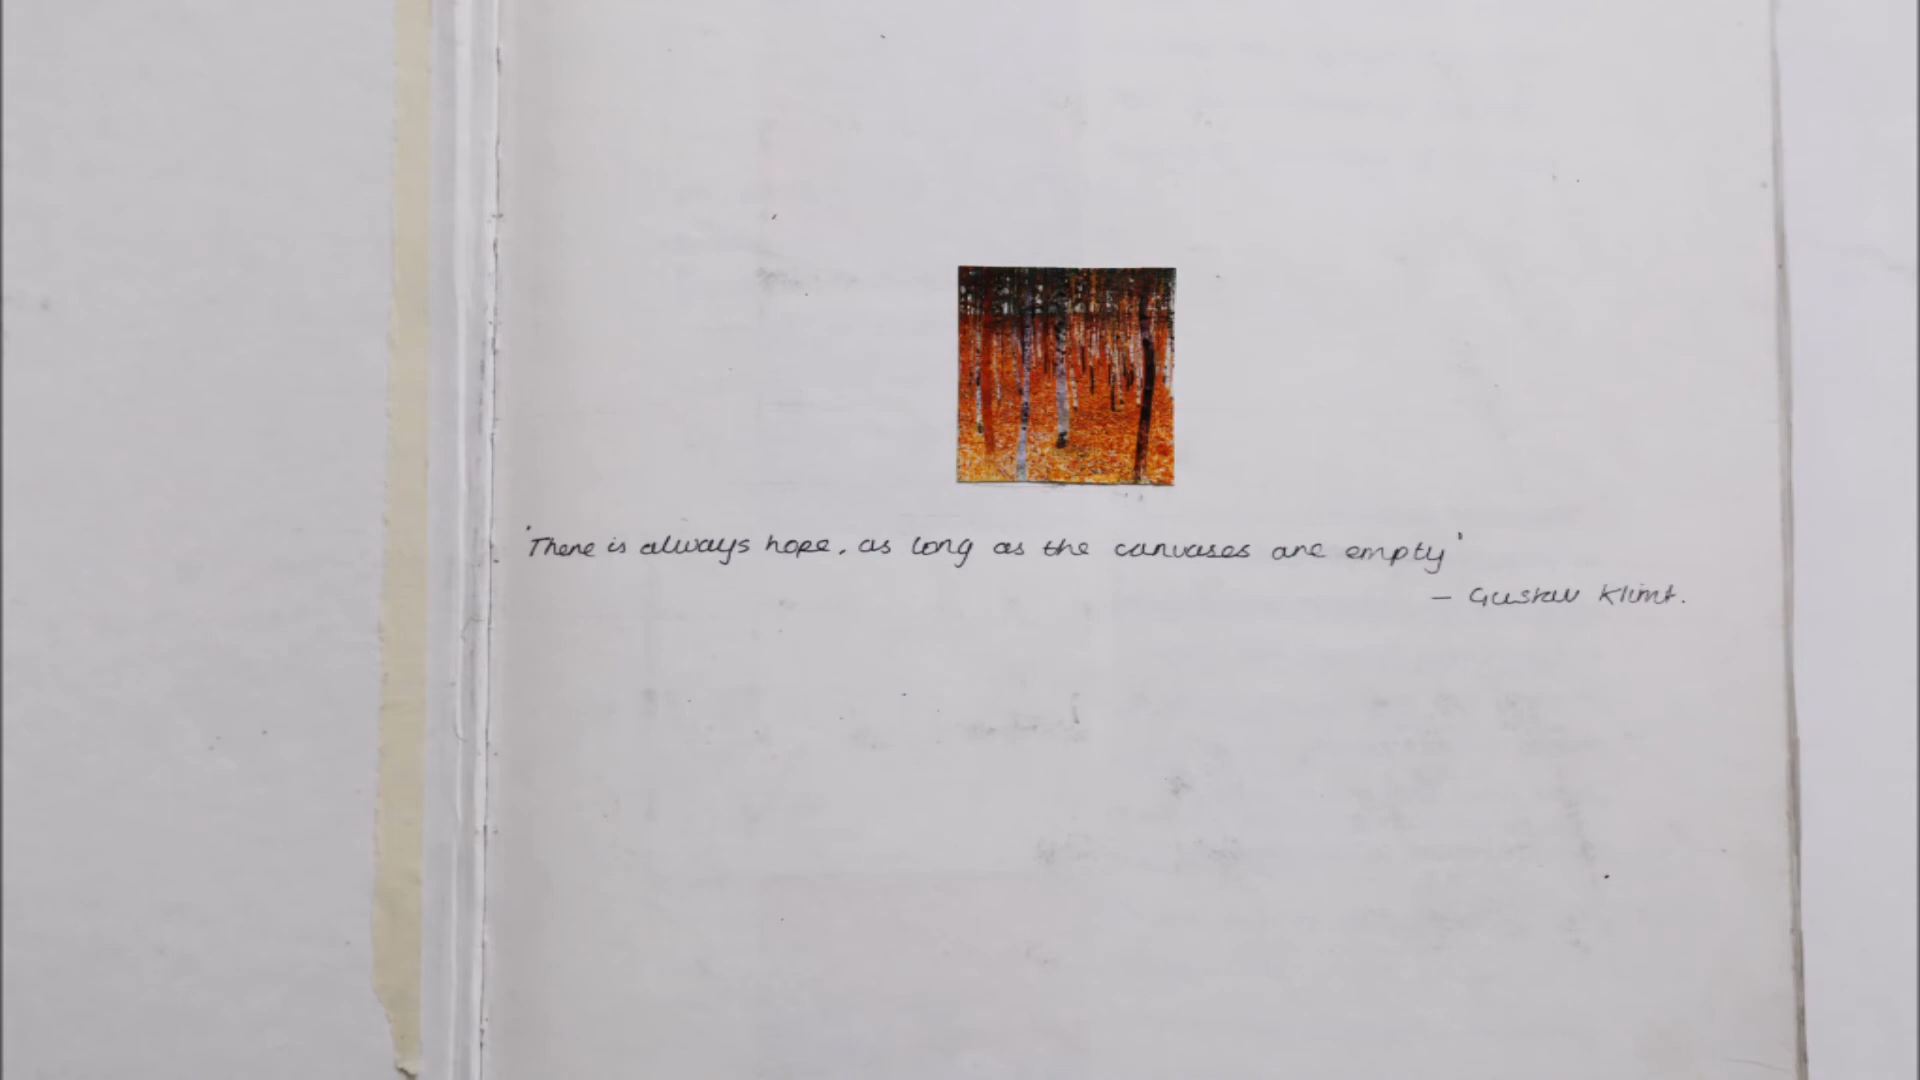 'There is always hope, as long as the canvases are empty'
— Gustav Klimt.